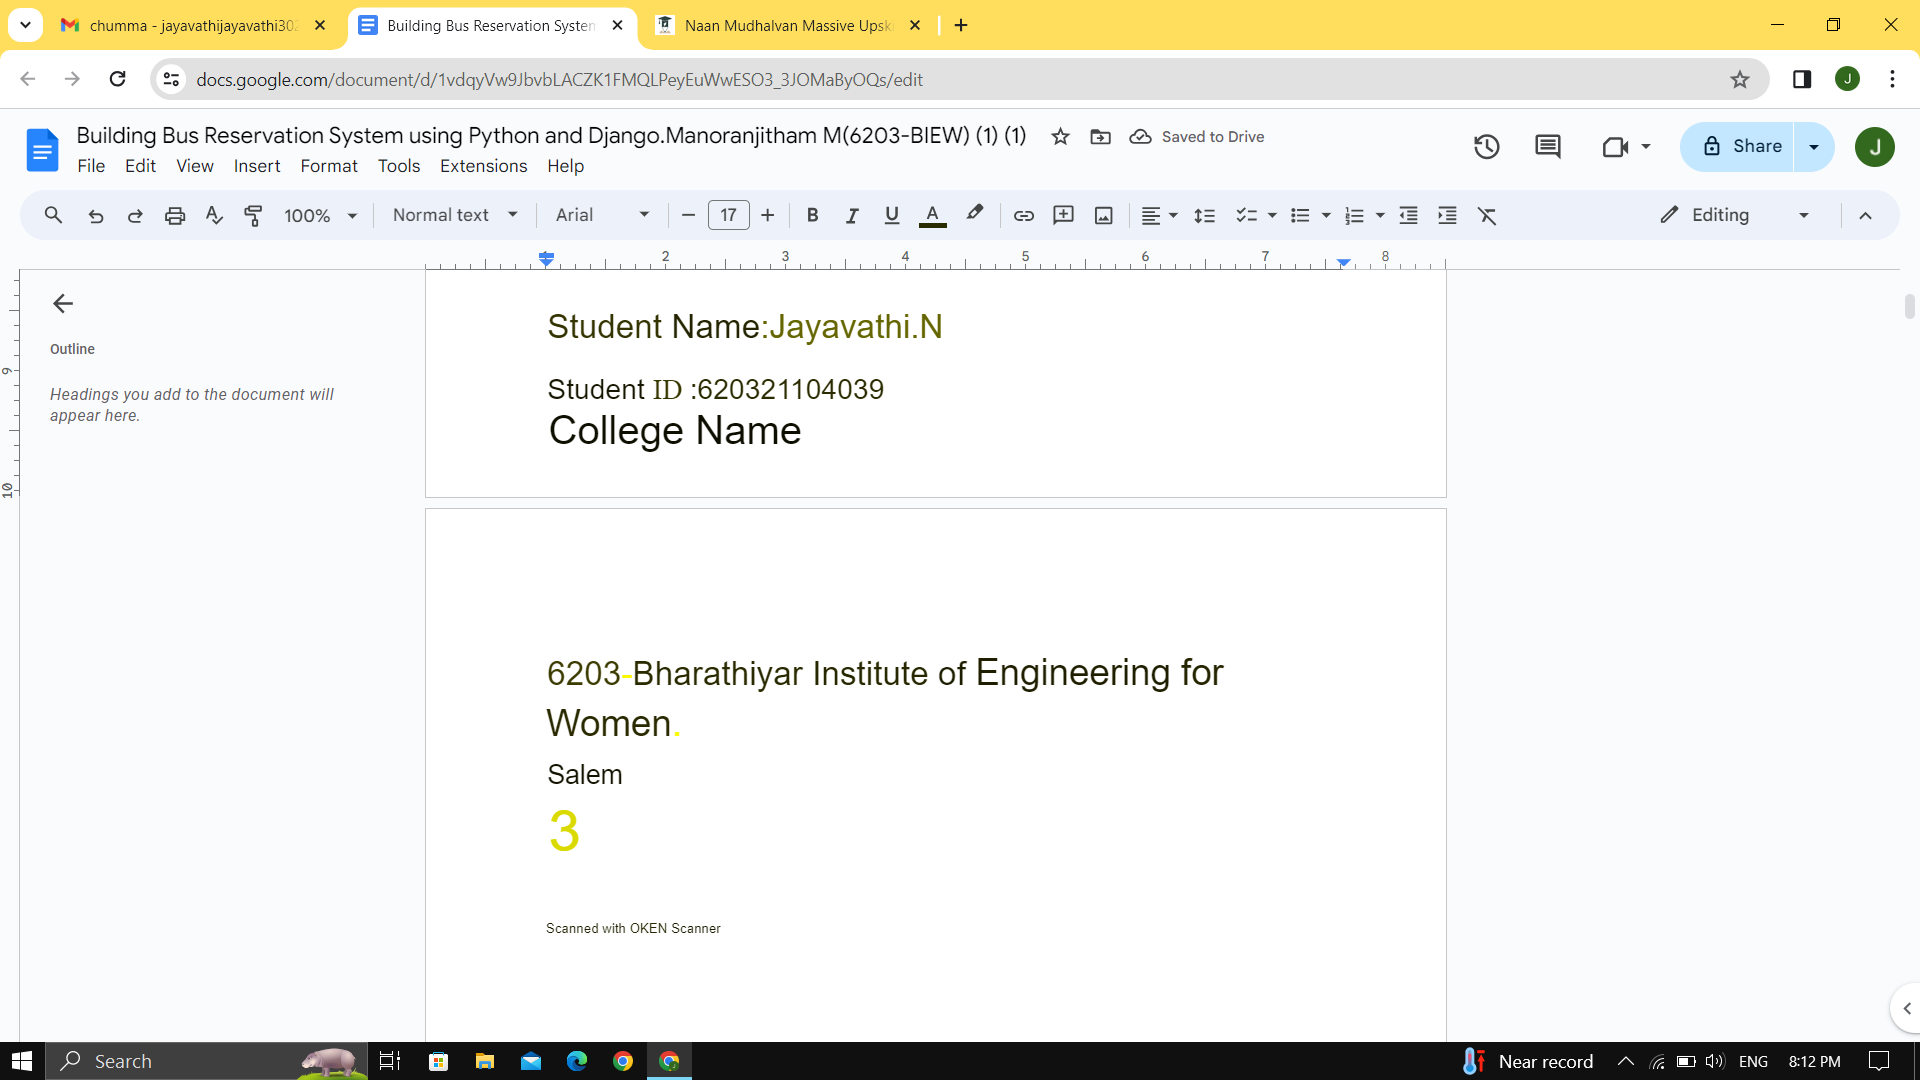 chumma - jayavathijayavathi302
Building Bus Reservation System
Naan Mudhalvan Massive Upski
docs.google.com/document/d/1vdqyVw9JbvbLACZK1FMQLPeyEuWwESO3_3JOMaByOQs/edit
J
Building Bus Reservation System using Python and Django.Manoranjitham M(6203-BIEW) (1) (1)
Saved to Drive
Share
J
File Edit View Insert Format Tools Extensions Help
100% Normal text Arial 17 B I U A Editing
2 3 4 5 6 7 8
9
10
Outline
Headings you add to the document will
appear here.
Student Name:Jayavathi.N
Student ID :620321104039
College Name
6203-Bharathiyar Institute of Engineering for
Women.
Salem
3
Scanned with OKEN Scanner
Search
Near record
ENG
8:12 PM